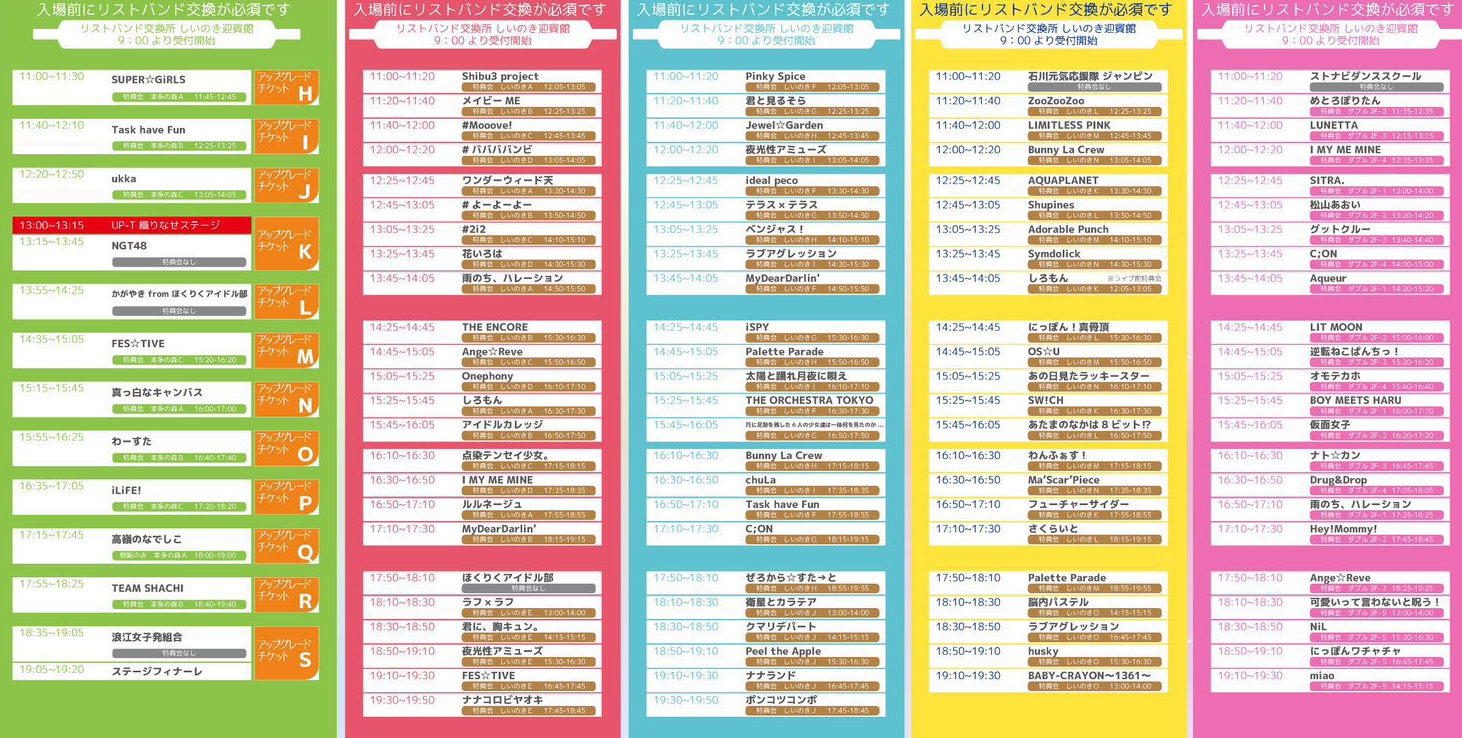 入場前にリストバンド交換が必須です
リストバンド交換所 しいのき迎賓館
9：00 より受付開始
11:00~11:30
SUPER☆GiRLS
特典会 本多の森A 11:45-12:45
アップグレード
チケット H
11:40~12:10
Task have Fun
特典会 本多の森B 12:25-13:25
アップグレード
チケット I
12:20~12:50
ukka
特典会 本多の森C 13:05-14:05
アップグレード
チケット J
13:00~13:15 UP-T 織りなせステージ
13:15~13:45
NGT48
特典会なし
アップグレード
チケット K
13:55~14:25
かがやき from ほくりくアイドル部
特典会なし
アップグレード
チケット L
14:35~15:05
FES☆TIVE
特典会 本多の森C 15:20-16:20
アップグレード
チケット M
15:15~15:45
真っ白なキャンバス
特典会 本多の森A 16:00-17:00
アップグレード
チケット N
15:55~16:25
わーすた
特典会 本多の森B 16:40-17:40
アップグレード
チケット O
16:35~17:05
iLiFE!
特典会 本多の森C 17:20-18:20
アップグレード
チケット P
17:15~17:45
高嶺のなでしこ
物販のみ 本多の森A 18:00-19:00
アップグレード
チケット Q
17:55~18:25
TEAM SHACHI
特典会 本多の森B 18:40-19:40
アップグレード
チケット R
18:35~19:05
浪江女子発組合
特典会なし
アップグレード
チケット S
19:05~19:20 ステージフィナーレ
入場前にリストバンド交換が必須です
リストバンド交換所 しいのき迎賓館
9：00 より受付開始
11:00~11:20 Shibu3 project
特典会 しいのきA 12:05-13:05
11:20~11:40 メイビー ME
特典会 しいのきB 12:25-13:25
11:40~12:00 #Mooove!
特典会 しいのきC 12:45-13:45
12:00~12:20 # ババババンビ
特典会 しいのきD 13:05-14:05
12:25~12:45 ワンダーウィード天
特典会 しいのきA 13:30-14:30
12:45~13:05 # よーよーよー
特典会 しいのきB 13:50-14:50
13:05~13:25 #2i2
特典会 しいのきC 14:10-15:10
13:25~13:45 花いろは
特典会 しいのきD 14:30-15:30
13:45~14:05 雨のち、ハレーション
特典会 しいのきA 14:50-15:50
14:25~14:45 THE ENCORE
特典会 しいのきB 15:30-16:30
14:45~15:05 Ange☆Reve
特典会 しいのきC 15:50-16:50
15:05~15:25 Onephony
特典会 しいのきD 16:10-17:10
15:25~15:45 しろもん
特典会 しいのきA 16:30-17:30
15:45~16:05 アイドルカレッジ
特典会 しいのきB 16:50-17:50
16:10~16:30 点染テンセイ少女。
特典会 しいのきC 17:15-18:15
16:30~16:50 I MY ME MINE
特典会 しいのきD 17:35-18:35
16:50~17:10 ルルネージュ
特典会 しいのきA 17:55-18:55
17:10~17:30 MyDearDarlin'
特典会 しいのきB 18:15-19:15
17:50~18:10 ほくりくアイドル部
特典会なし
18:10~18:30 ラフ×ラフ
特典会 しいのきE 13:00-14:00
18:30~18:50 君に、胸キュン。
特典会 しいのきE 14:15-15:15
18:50~19:10 夜光性アミューズ
特典会 しいのきE 15:30-16:30
19:10~19:30 FES☆TIVE
特典会 しいのきE 16:45-17:45
19:30~19:50 ナナコロビヤオキ
特典会 しいのきE 17:45-18:45
入場前にリストバンド交換が必須です
リストバンド交換所 しいのき迎賓館
9：00 より受付開始
11:00~11:20 Pinky Spice
特典会 しいのきF 12:05-13:05
11:20~11:40 君と見るそら
特典会 しいのきG 12:25-13:25
11:40~12:00 Jewel☆Garden
特典会 しいのきH 12:45-13:45
12:00~12:20 夜光性アミューズ
特典会 しいのきI 13:05-14:05
12:25~12:45 ideal peco
特典会 しいのきF 13:30-14:30
12:45~13:05 テラス×テラス
特典会 しいのきG 13:50-14:50
13:05~13:25 ベンジャス！
特典会 しいのきH 14:10-15:10
13:25~13:45 ラブアグレッション
特典会 しいのきI 14:30-15:30
13:45~14:05 MyDearDarlin'
特典会 しいのきF 14:50-15:50
14:25~14:45 iSPY
特典会 しいのきG 15:30-16:30
14:45~15:05 Palette Parade
特典会 しいのきH 15:50-16:50
15:05~15:25 太陽と踊れ月夜に唄え
特典会 しいのきI 16:10-17:10
15:25~15:45 THE ORCHESTRA TOKYO
特典会 しいのきF 16:30-17:30
15:45~16:05 月に足跡を残した6人の少女達は一体何を見たのか...
特典会 しいのきG 16:50-17:50
16:10~16:30 Bunny La Crew
特典会 しいのきH 17:15-18:15
16:30~16:50 chuLa
特典会 しいのきI 17:35-18:35
16:50~17:10 Task have Fun
特典会 しいのきF 17:55-18:55
17:10~17:30 C;ON
特典会 しいのきG 18:15-19:15
17:50~18:10 ぜろから☆すた→と
特典会 しいのきH 18:55-19:55
18:10~18:30 衛星とカラテア
特典会 しいのきJ 13:00-14:00
18:30~18:50 クマリデパート
特典会 しいのきJ 14:15-15:15
18:50~19:10 Peel the Apple
特典会 しいのきJ 15:30-16:30
19:10~19:30 ナナランド
特典会 しいのきJ 16:45-17:45
19:30~19:50 ポンコツコンポ
特典会 しいのきJ 17:45-18:45
入場前にリストバンド交換が必須です
リストバンド交換所 しいのき迎賓館
9：00 より受付開始
11:00~11:20 石川元気応援隊 ジャンピン
特典会なし
11:20~11:40 ZooZooZoo
特典会 しいのきL 12:25-13:25
11:40~12:00 LIMITLESS PINK
特典会 しいのきM 12:45-13:45
12:00~12:20 Bunny La Crew
特典会 しいのきN 13:05-14:05
12:25~12:45 AQUAPLANET
特典会 しいのきK 13:30-14:30
12:45~13:05 Shupines
特典会 しいのきL 13:50-14:50
13:05~13:25 Adorable Punch
特典会 しいのきM 14:10-15:10
13:25~13:45 Symdolick
特典会 しいのきN 14:30-15:30
13:45~14:05 しろもん ※ライブ前特典会
特典会 しいのきK 12:05-13:05
14:25~14:45 にっぽん！真骨頂
特典会 しいのきL 15:30-16:30
14:45~15:05 OS☆U
特典会 しいのきM 15:50-16:50
15:05~15:25 あの日見たラッキースター
特典会 しいのきN 16:10-17:10
15:25~15:45 SW!CH
特典会 しいのきK 16:30-17:30
15:45~16:05 あたまのなかは8ビット!?
特典会 しいのきL 16:50-17:50
16:10~16:30 わんふぁす！
特典会 しいのきM 17:15-18:15
16:30~16:50 Ma'Scar'Piece
特典会 しいのきN 17:35-18:35
16:50~17:10 フューチャーサイダー
特典会 しいのきK 17:55-18:55
17:10~17:30 さくらいと
特典会 しいのきL 18:15-19:15
17:50~18:10 Palette Parade
特典会 しいのきM 18:55-19:55
18:10~18:30 脳内パステル
特典会 しいのきO 14:15-15:15
18:30~18:50 ラブアグレッション
特典会 しいのきO 16:45-17:45
18:50~19:10 husky
特典会 しいのきO 15:30-16:30
19:10~19:30 BABY-CRAYON〜1361〜
特典会 しいのきO 13:00-14:00
入場前にリストバンド交換が必須です
リストバンド交換所 しいのき迎賓館
9：00 より受付開始
11:00~11:20 ストナビダンススクール
特典会なし
11:20~11:40 めとろぽりたん
特典会 ダブル2F-2 11:35-12:35
11:40~12:00 LUNETTA
特典会 ダブル2F-3 12:15-13:15
12:00~12:20 I MY ME MINE
特典会 ダブル2F-4 12:35-13:35
12:25~12:45 SITRA.
特典会 ダブル2F-1 13:00-14:00
12:45~13:05 松山あおい
特典会 ダブル2F-2 13:20-14:20
13:05~13:25 グットクルー
特典会 ダブル2F-3 13:40-14:40
13:25~13:45 C;ON
特典会 ダブル2F-4 14:00-15:00
13:45~14:05 Aqueur
特典会 ダブル2F-1 14:20-15:20
14:25~14:45 LIT MOON
特典会 ダブル2F-2 15:00-16:00
14:45~15:05 逆転ねこぱんちっ！
特典会 ダブル2F-3 15:20-16:20
15:05~15:25 オモテカホ
特典会 ダブル2F-4 15:40-16:40
15:25~15:45 BOY MEETS HARU
特典会 ダブル2F-1 16:00-17:70
15:45~16:05 仮面女子
特典会 ダブル2F-2 16:20-17:20
16:10~16:30 ナト☆カン
特典会 ダブル2F-3 16:45-17:45
16:30~16:50 Drug&Drop
特典会 ダブル2F-4 17:05-18:05
16:50~17:10 雨のち、ハレーション
特典会 ダブル2F-1 17:25-18:25
17:10~17:30 Hey!Mommy!
特典会 ダブル2F-2 17:45-18:45
17:50~18:10 Ange☆Reve
特典会 ダブル2F-3 18:25-19:25
18:10~18:30 可愛いって言わないと呪う！
特典会 ダブル2F-5 13:00-14:00
18:30~18:50 NiL
特典会 ダブル2F-5 15:30-16:30
18:50~19:10 にっぽんワチャチャ
特典会 ダブル2F-5 16:45-17:45
19:10~19:30 miao
特典会 ダブル2F-5 14:15-15:15